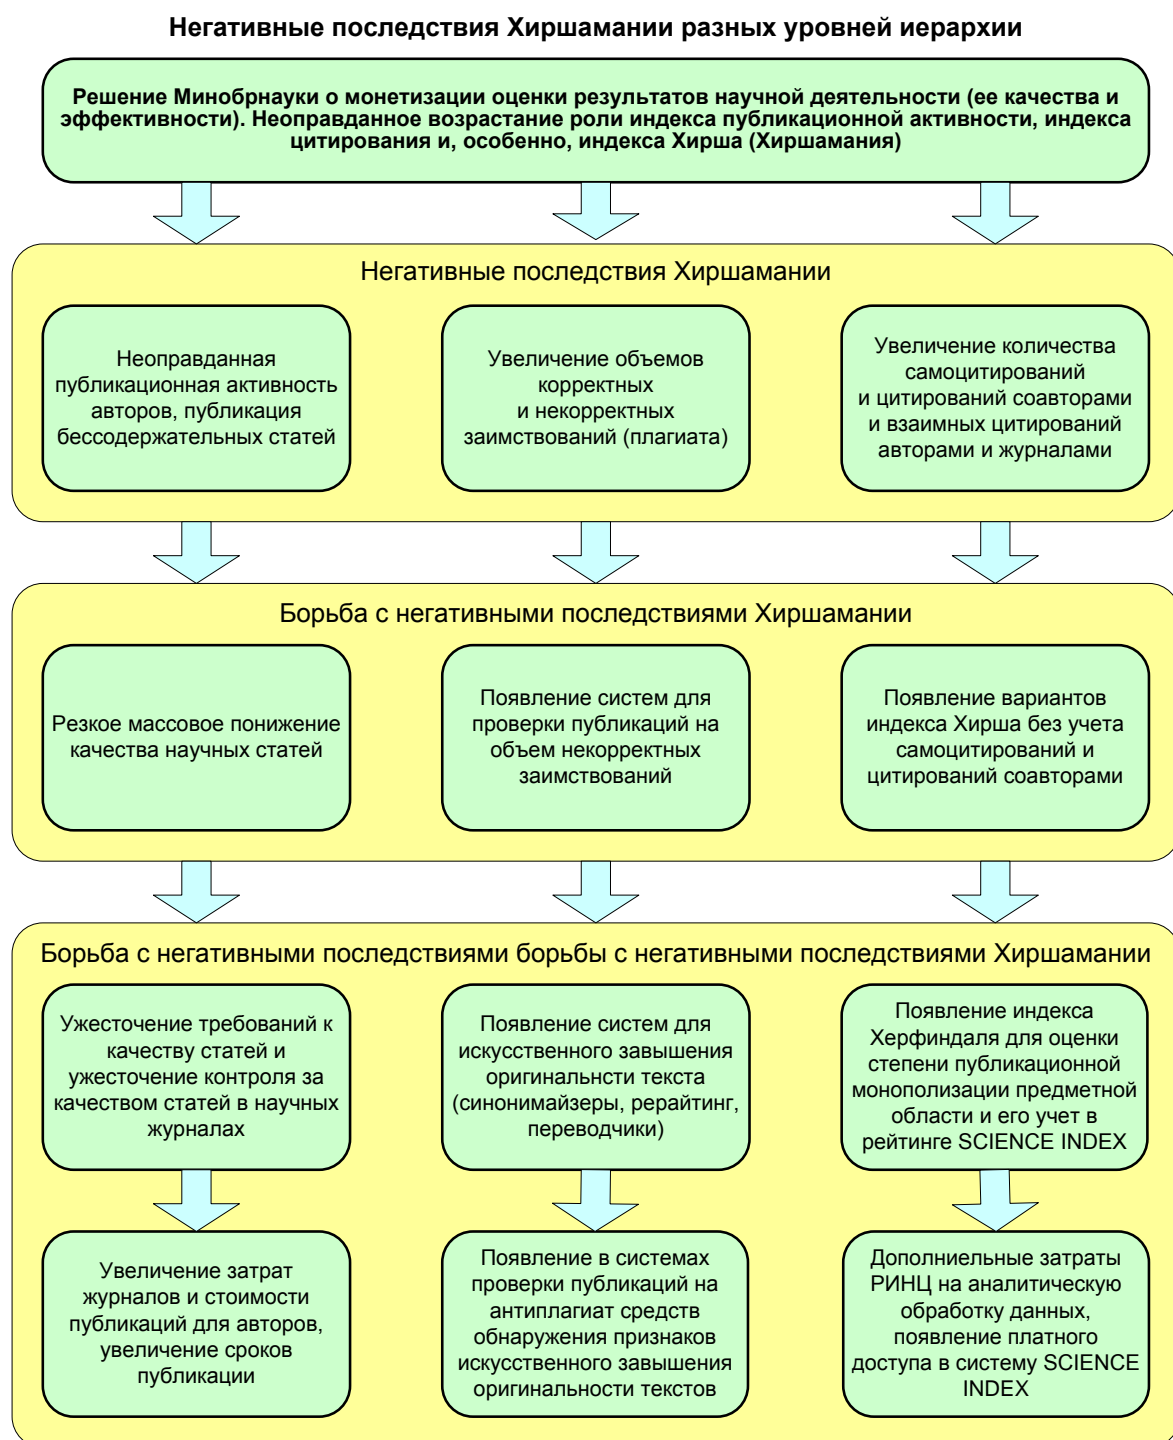 Негативные последствия Хиршамании разных уровней иерархии
Решение Минобрнауки о монетизации оценки результатов научной деятельности (ее качества и
эффективности). Неоправданное возрастание роли индекса публикационной активности, индекса
цитирования и, особенно, индекса Хирша (Хиршамания)
Негативные последствия Хиршамании
Неоправданная
публикационная активность
авторов, публикация
бессодержательных статей
Увеличение объемов
корректных
и некорректных
заимствований (плагиата)
Увеличение количества
самоцитирований
и цитирований соавторами
и взаимных цитирований
авторами и журналами
Борьба с негативными последствиями Хиршамании
Резкое массовое понижение
качества научных статей
Появление систем для
проверки публикаций на
объем некорректных
заимствований
Появление вариантов
индекса Хирша без учета
самоцитирований и
цитирований соавторами
Борьба с негативными последствиями борьбы с негативными последствиями Хиршамании
Ужесточение требований к
качеству статей и
ужесточение контроля за
качеством статей в научных
журналах
Появление систем для
искусственного завышения
оригинальнсти текста
(синонимайзеры, рерайтинг,
переводчики)
Появление индекса
Херфиндаля для оценки
степени публикационной
монополизации предметной
области и его учет в
рейтинге SCIENCE INDEX
Увеличение затрат
журналов и стоимости
публикаций для авторов,
увеличение сроков
публикации
Появление в системах
проверки публикаций на
антиплагиат средств
обнаружения признаков
искусственного завышения
оригинальности текстов
Дополниельные затраты
РИНЦ на аналитическую
обработку данных,
появление платного
доступа в систему SCIENCE
INDEX